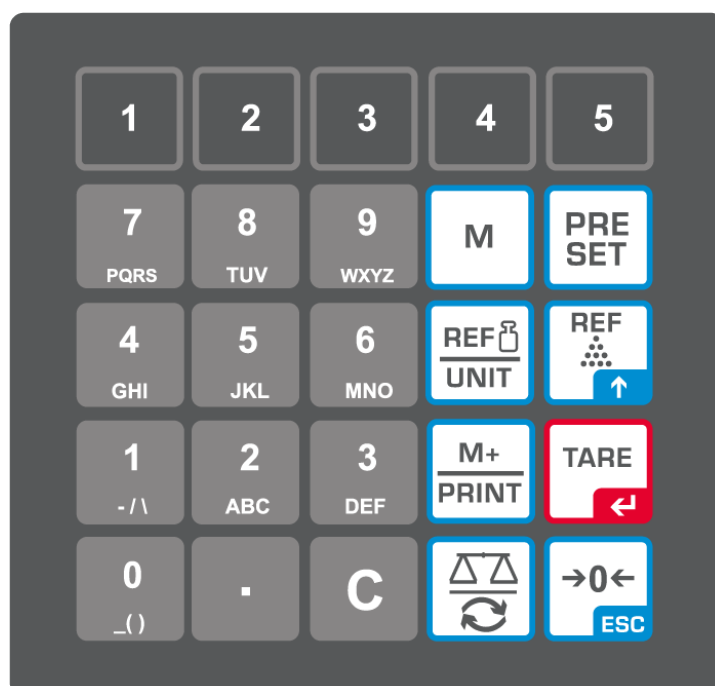 1 2 3 4 5
7 8 9 M PRE
PQRS TUV WXYZ SET
4 5 6 REF REF
GHI JKL MNO UNIT ↑
1 2 3 M+ TARE
-/\ ABC DEF PRINT ↵
0 . C →0←
_() ESC